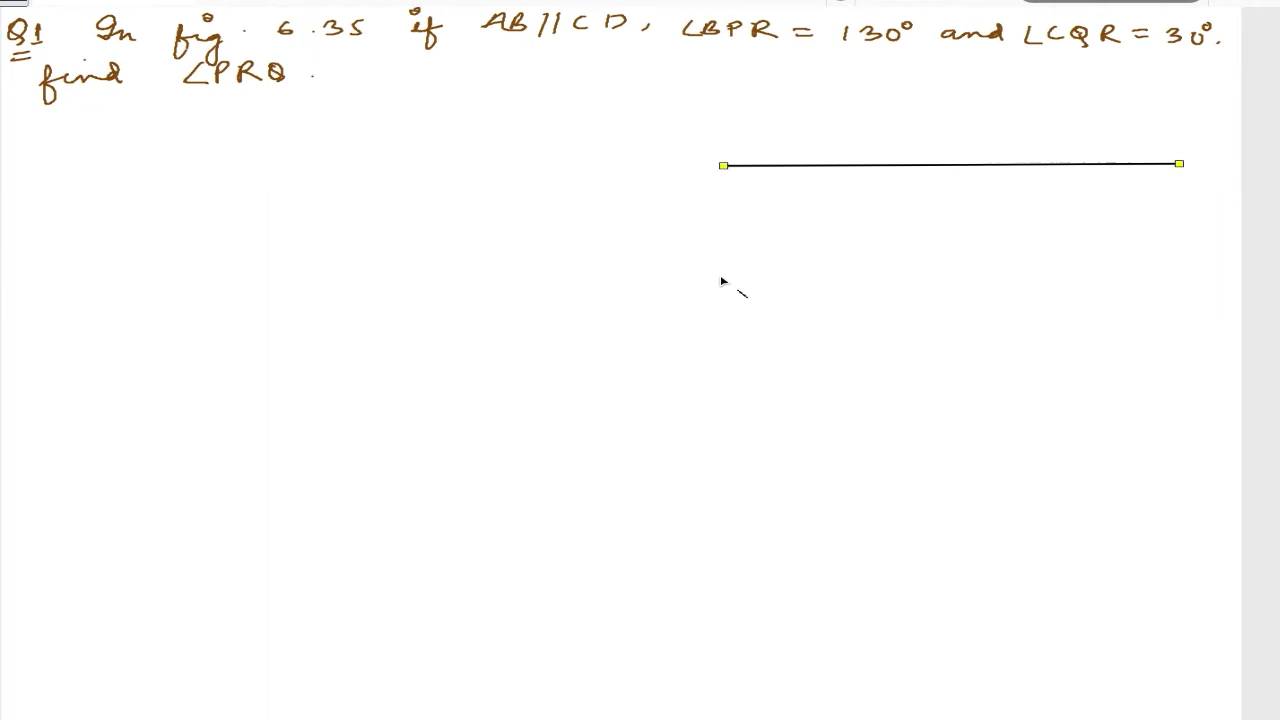 Q1 In fig. 6.35 if AB//CD, ∠BPR = 130° and ∠CQR = 30°.
find ∠PRQ.